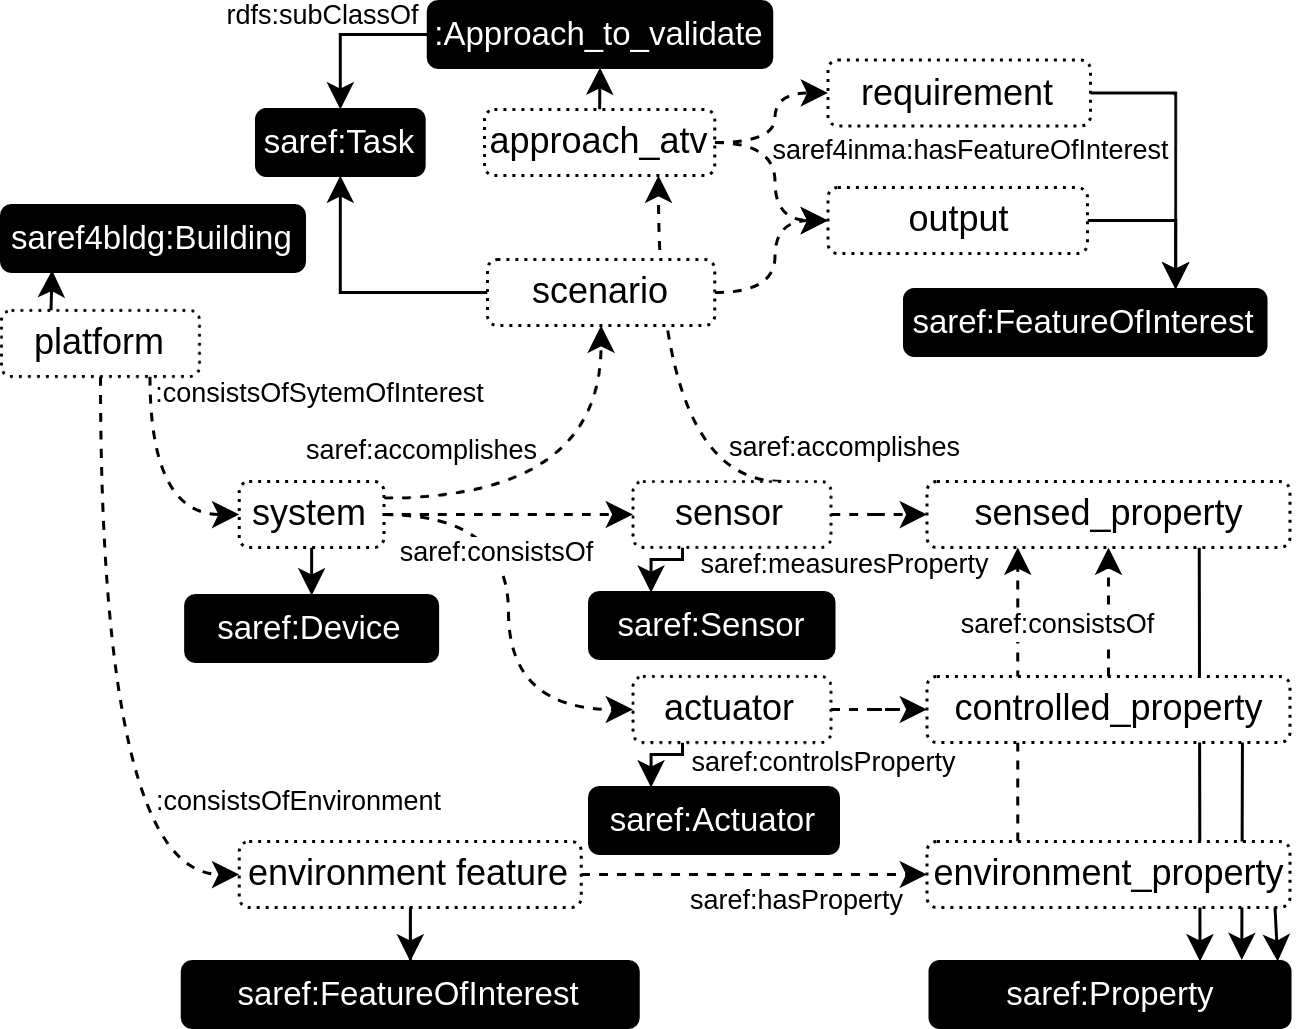 rdfs:subClassOf
:Approach_to_validate
requirement
saref:Task
approach_atv
saref4inma:hasFeatureOfInterest
saref4bldg:Building
output
scenario
saref:FeatureOfInterest
platform
:consistsOfSytemOfInterest
saref:accomplishes
saref:accomplishes
system
sensor
sensed_property
saref:consistsOf
saref:measuresProperty
saref:Device
saref:Sensor
saref:consistsOf
actuator
controlled_property
saref:controlsProperty
:consistsOfEnvironment
saref:Actuator
environment feature
environment_property
saref:hasProperty
saref:FeatureOfInterest
saref:Property